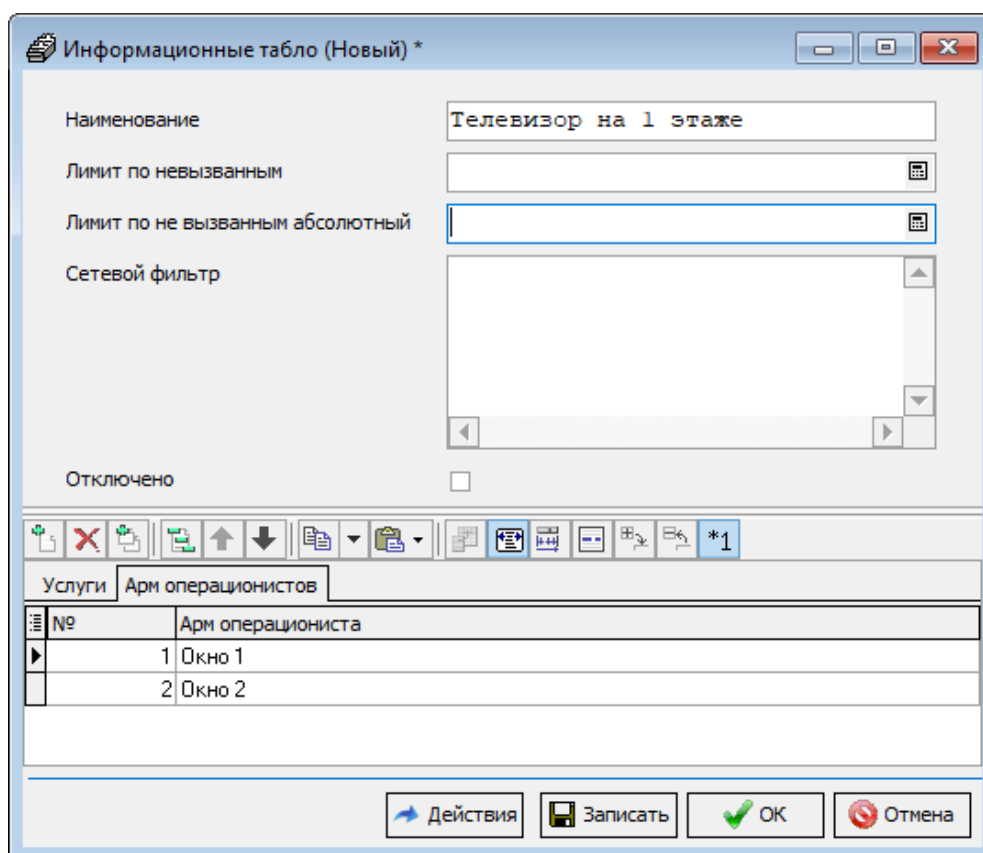 Информационные табло (Новый) *
Наименование
Телевизор на 1 этаже
Лимит по невызванным
Лимит по не вызванным абсолютный
Сетевой фильтр
Отключено
*1
Услуги Арм операционистов
№ Арм операциониста
1 Окно 1
2 Окно 2
Действия Записать ОК Отмена